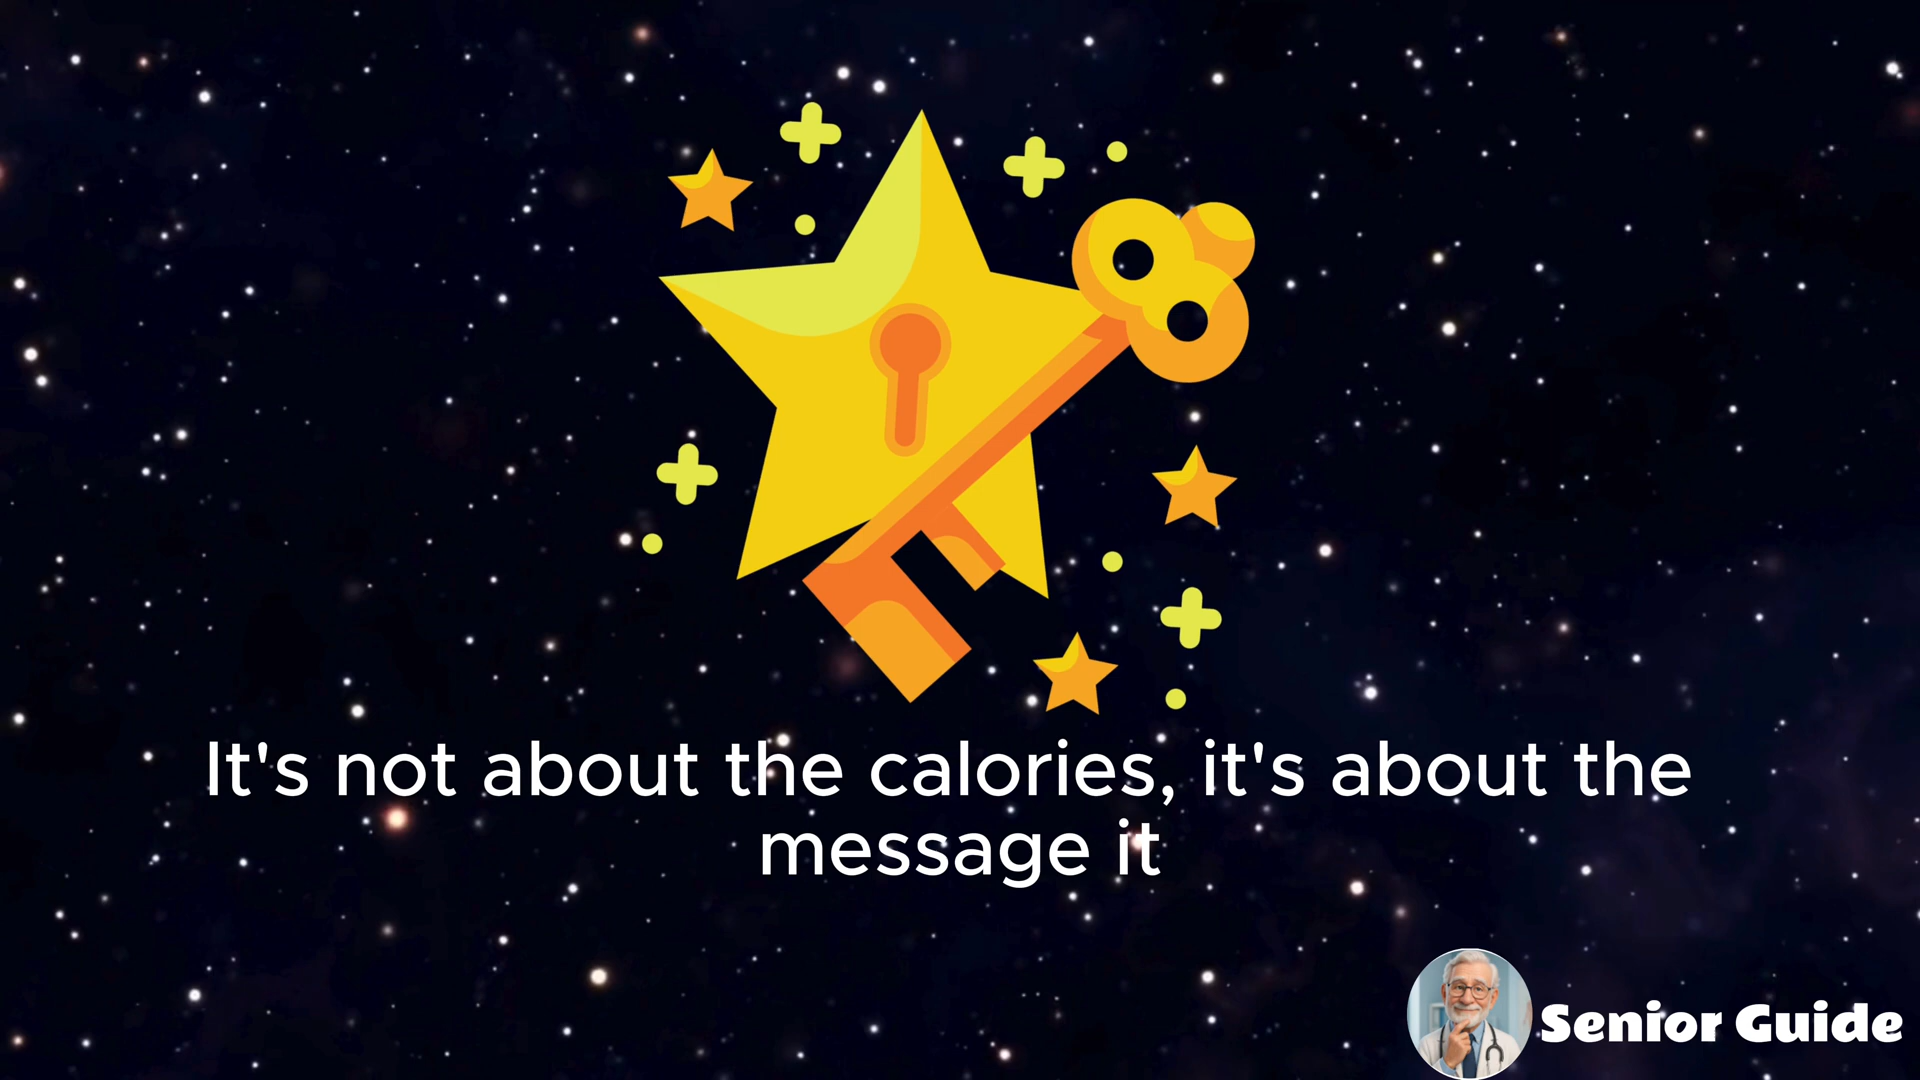 It's not about the calories, it's about the
message it
Senior Guide